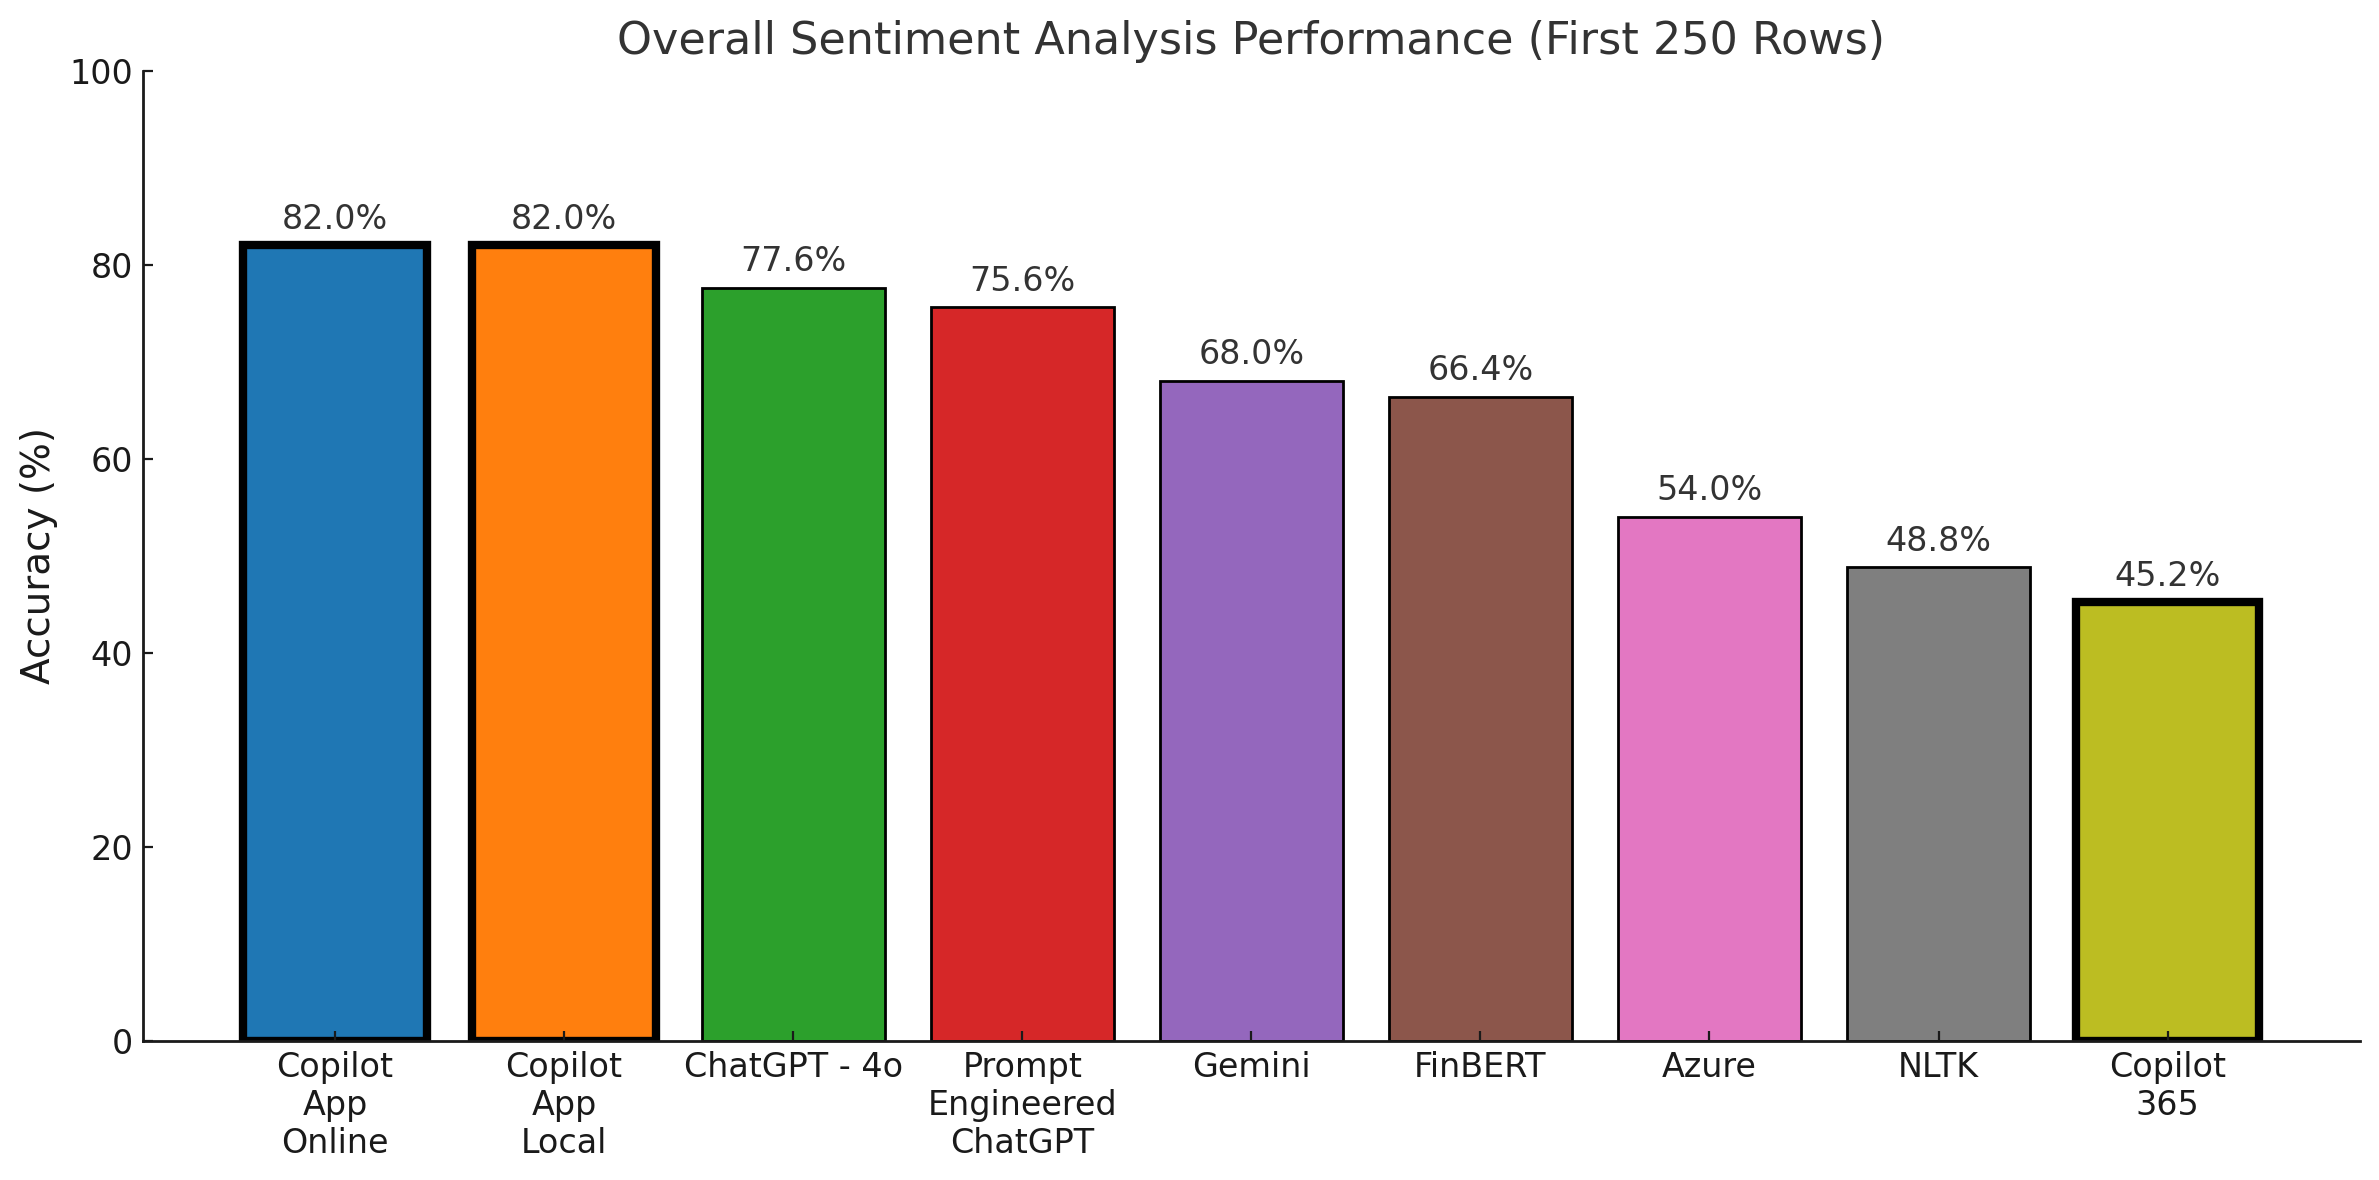 Overall Sentiment Analysis Performance (First 250 Rows)
Accuracy (%)
100
80
60
40
20
0
82.0%
82.0%
77.6%
75.6%
68.0%
66.4%
54.0%
48.8%
45.2%
Copilot
App
Online
Copilot
App
Local
ChatGPT - 4o
Prompt
Engineered
ChatGPT
Gemini
FinBERT
Azure
NLTK
Copilot
365